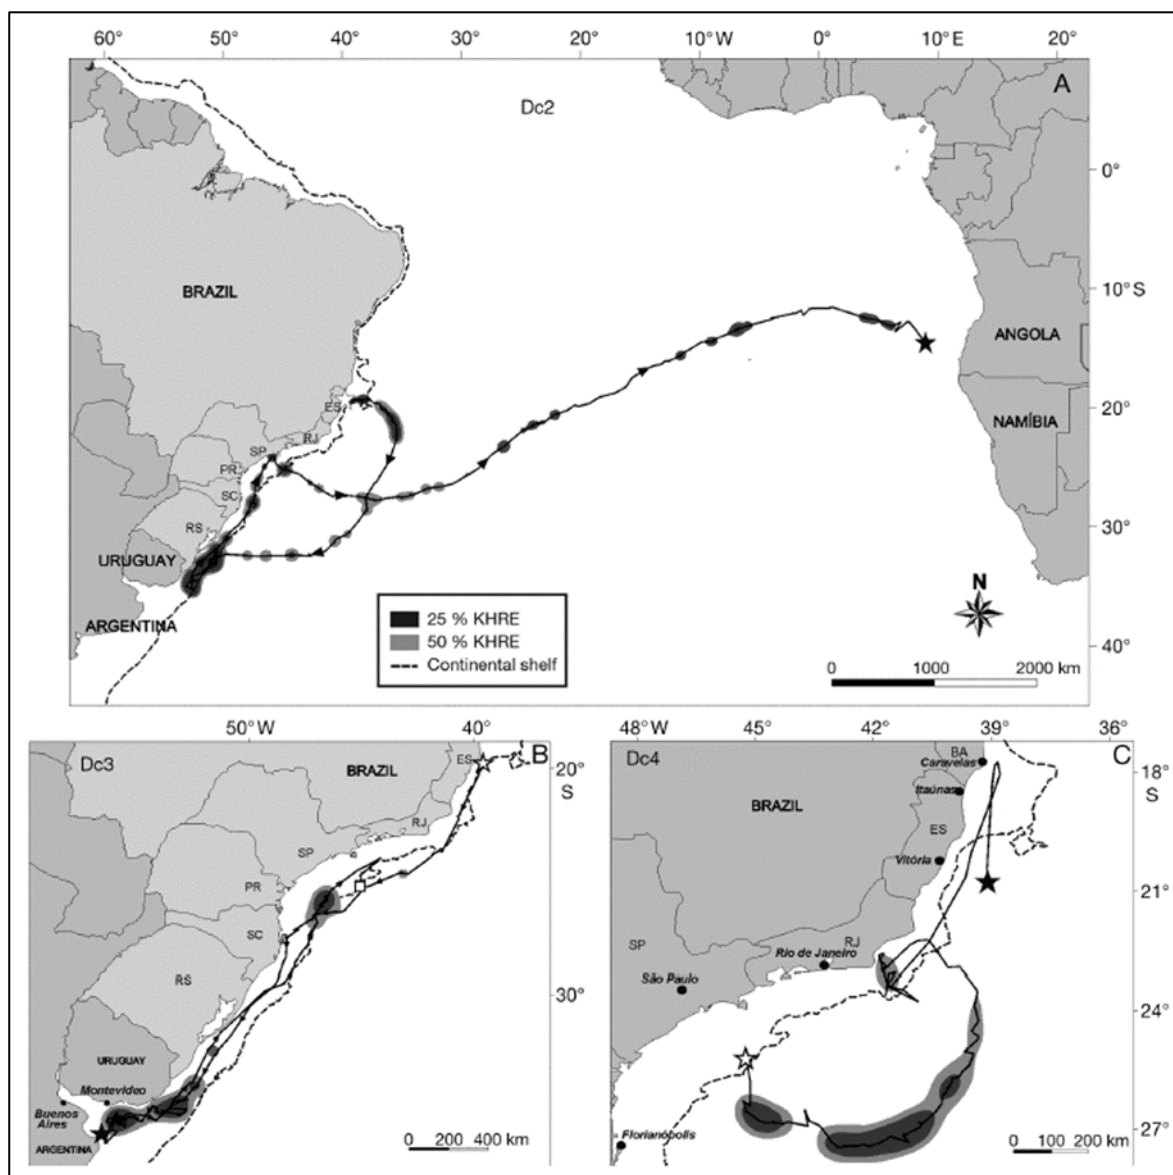 60° 50° 40° 30° 20° 10°W 0° 10°E 20°
Dc2
A
0°
BRAZIL
10°S
ANGOLA
ES
20°
RJ
NAMÍBIA
SP
PR
SC
RS
30°
URUGUAY
N
25 % KHRE
ARGENTINA
50 % KHRE
Continental shelf
40°
0 1000 2000 km
50°W 40°
Dc3
B
ES
BRAZIL
20°
S
RJ
SP
PR
SC
RS
30°
URUGUAY
Montevideo
Buenos
Aires
ARGENTINA
0 200 400 km
48°W 45° 42° 39° 36°
Dc4
BA
C
Caravelas
18°
S
Itaúnas
BRAZIL
ES
Vitória
21°
RJ
SP
Rio de Janeiro
São Paulo
24°
Florianópolis
27°
0 100 200 km